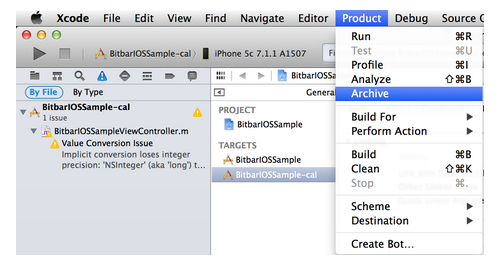 Xcode File Edit View Find Navigate Editor Product Debug Source C
BitbarIOSSample-cal iPhone 5c 7.1.1 A1507 Fi
BitbarIOSS
By File By Type
General
BitbarIOSSample-cal
1 issue
BitbarIOSSampleViewController.m
Value Conversion Issue
Implicit conversion loses integer
precision: 'NSInteger' (aka 'long') t...
PROJECT
BitbarIOSSample
TARGETS
BitbarIOSSample
BitbarIOSSample-cal
Run ⌘R
Test ⌘U
Profile ⌘I
Analyze ⇧⌘B
Archive
Build For ▶
Perform Action ▶
Build ⌘B
Clean ⇧⌘K
Stop ⌘.
Scheme ▶
Destination ▶
Create Bot...